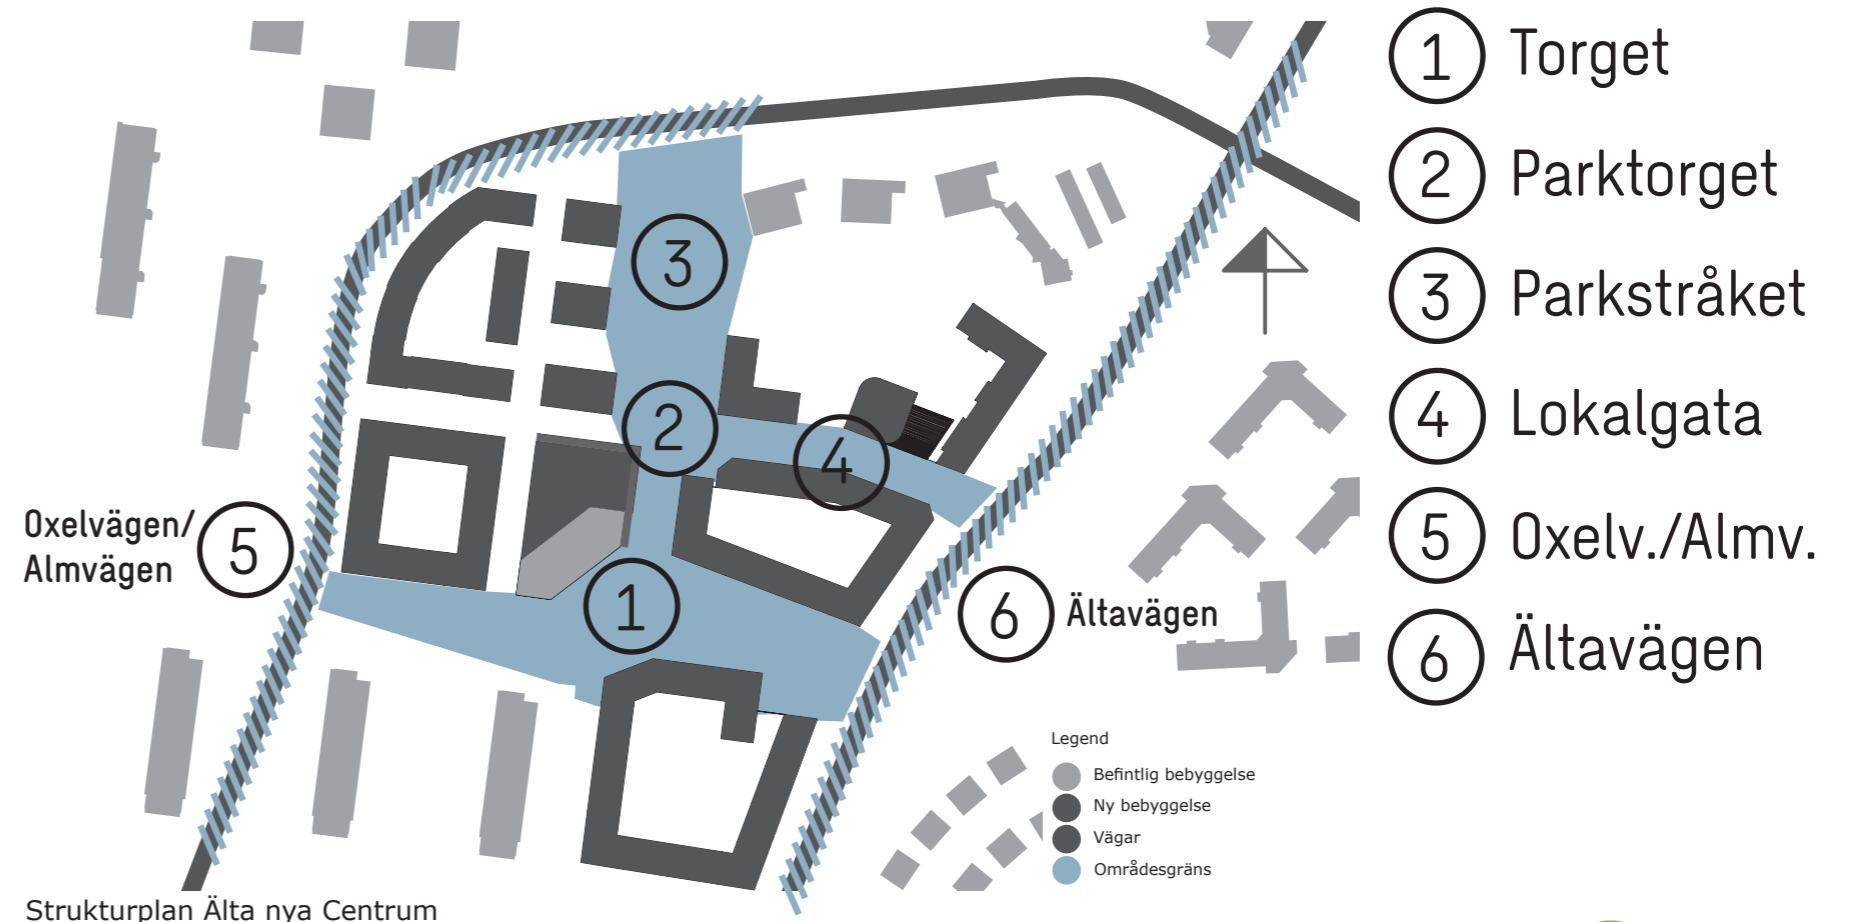 1 Torget
2 Parktorget
3 Parkstråket
4 Lokalgata
5 Oxelv./Almv.
6 Ältavägen
3
2
4
Oxelvägen/
Almvägen
5
1
6 Ältavägen
Legend
Befintlig bebyggelse
Ny bebyggelse
Vägar
Områdesgräns
Strukturplan Älta nya Centrum